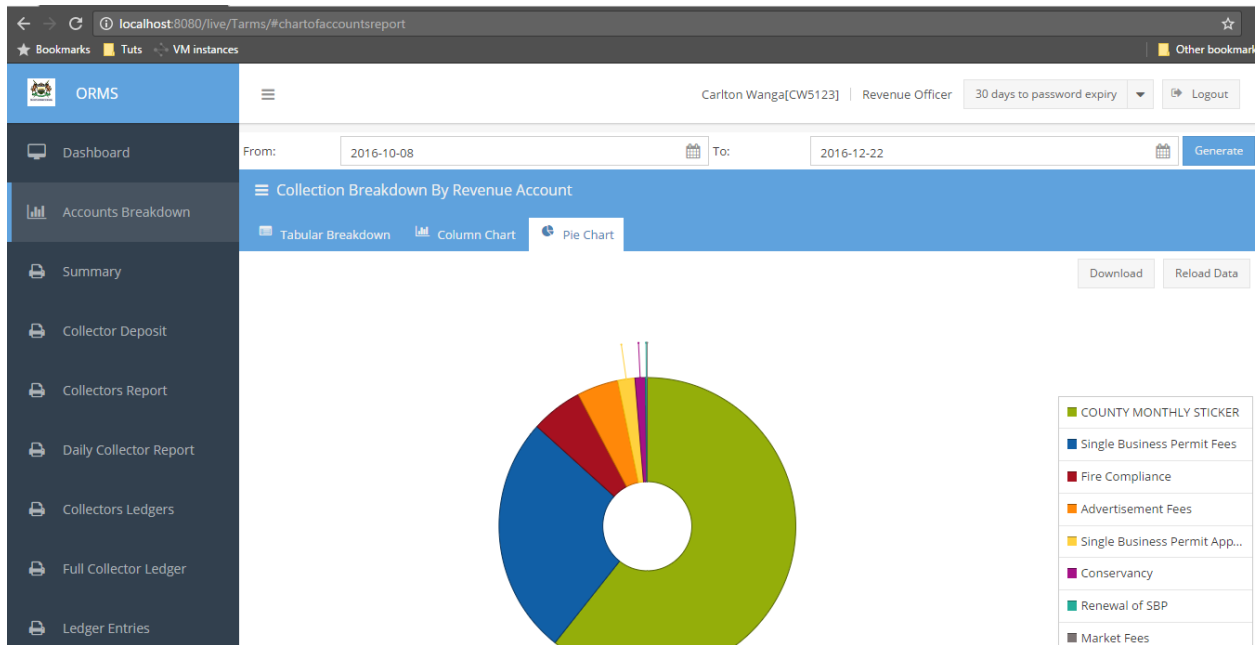 localhost:8080/live/Tarms/#chartofaccountsreport
Bookmarks Tuts VM instances Other bookmark
ORMS
Carlton Wanga[CW5123] | Revenue Officer 30 days to password expiry Logout
Dashboard
Accounts Breakdown
Summary
Collector Deposit
Collectors Report
Daily Collector Report
Collectors Ledgers
Full Collector Ledger
Ledger Entries
From: 2016-10-08 To: 2016-12-22 Generate
Collection Breakdown By Revenue Account
Tabular Breakdown Column Chart Pie Chart
Download Reload Data
COUNTY MONTHLY STICKER
Single Business Permit Fees
Fire Compliance
Advertisement Fees
Single Business Permit App...
Conservancy
Renewal of SBP
Market Fees